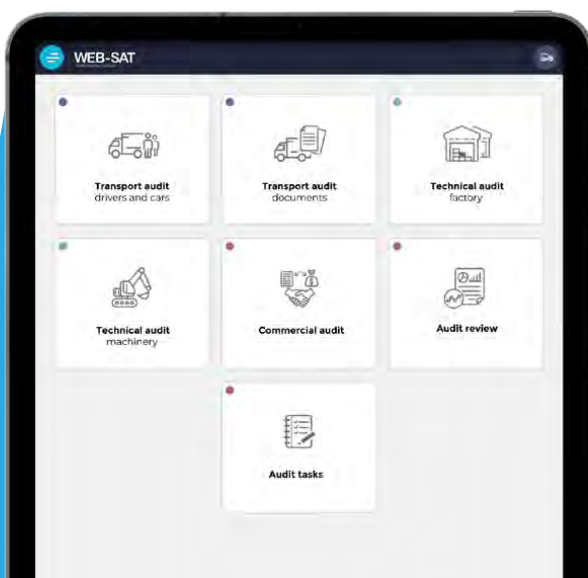 WEB-SAT
Transport audit
drivers and cars
Transport audit
documents
Technical audit
factory
Technical audit
machinery
Commercial audit
Audit review
Audit tasks